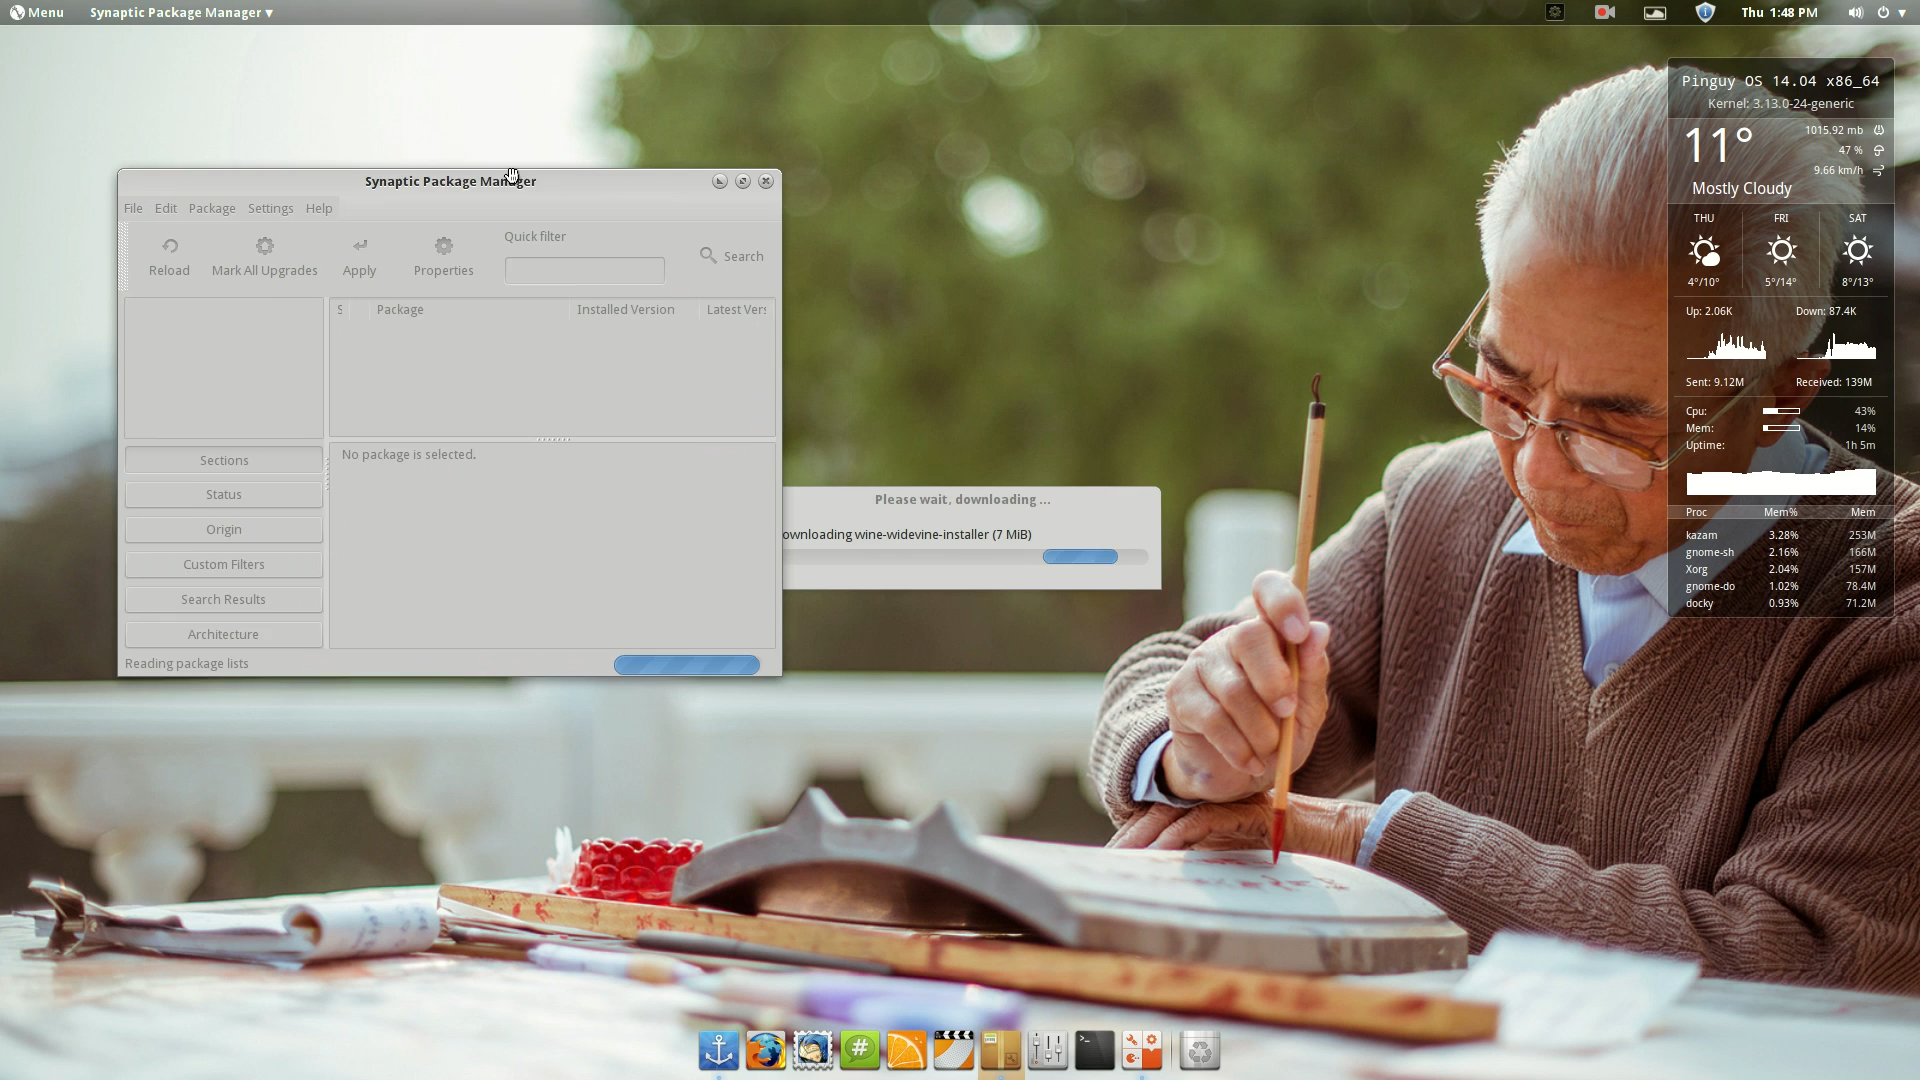 Menu
Synaptic Package Manager ▾
Thu 1:48 PM
Synaptic Package Manager
File Edit Package Settings Help
Reload
Mark All Upgrades
Apply
Properties
Quick filter
Search
S
Package
Installed Version
Latest Vers
Sections
Status
Origin
Custom Filters
Search Results
Architecture
No package is selected.
Reading package lists
Please wait, downloading ...
ownloading wine-widevine-installer (7 MiB)
Pinguy OS 14.04 x86_64
Kernel: 3.13.0-24-generic
11°
1015.92 mb
47 %
9.66 km/h
Mostly Cloudy
THU FRI SAT
4°/10° 5°/14° 8°/13°
Up: 2.06K Down: 87.4K
Sent: 9.12M Received: 139M
Cpu: 43%
Mem: 14%
Uptime: 1h 5m
Proc Mem% Mem
kazam 3.28% 253M
gnome-sh 2.16% 166M
Xorg 2.04% 157M
gnome-do 1.02% 78.4M
docky 0.93% 71.2M
#
>_